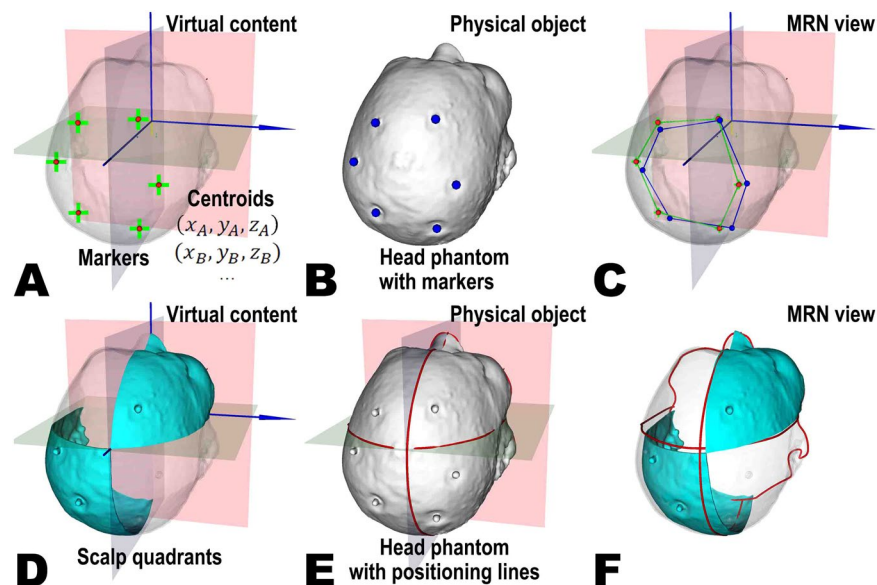 Virtual content
Physical object
MRN view
Centroids
(x_A, y_A, z_A)
(x_B, y_B, z_B)
...
Markers
A
B
Head phantom
with markers
C
Virtual content
Physical object
MRN view
D
Scalp quadrants
E
Head phantom
with positioning lines
F